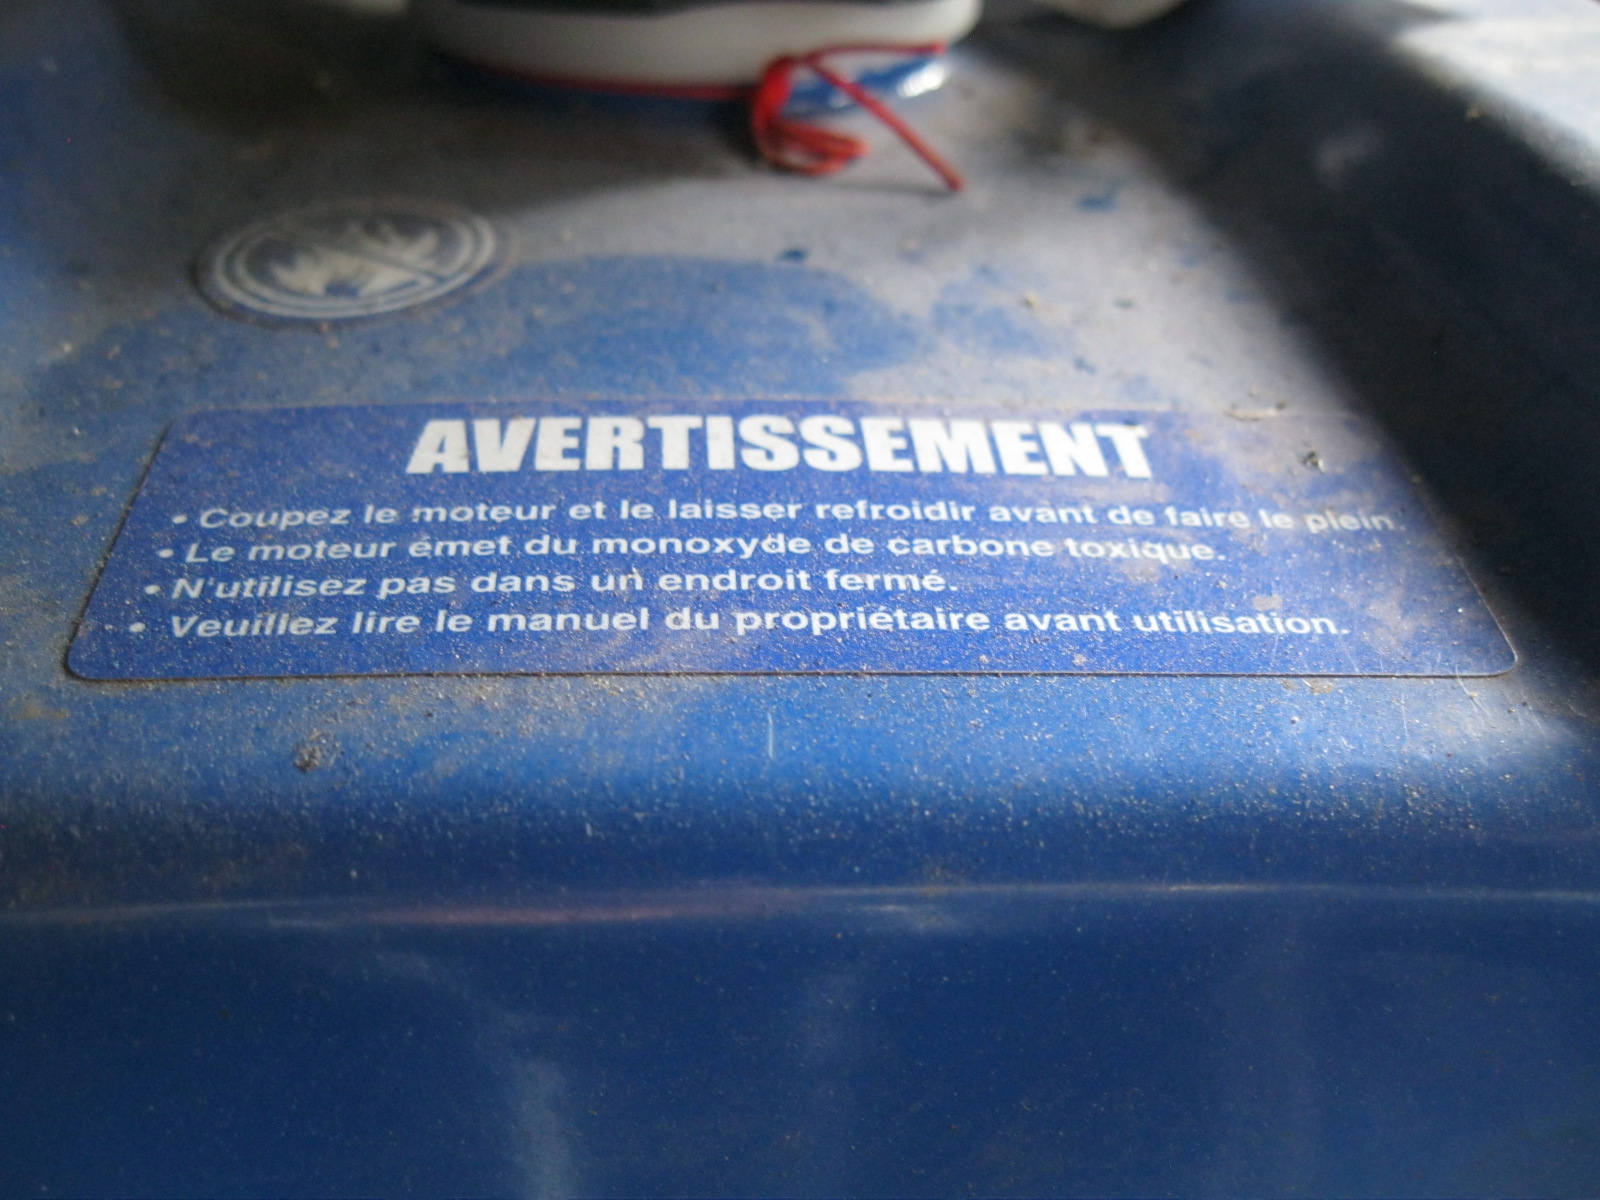 AVERTISSEMENT
• Coupez le moteur et le laisser refroidir avant de faire le plein.
• Le moteur émet du monoxyde de carbone toxique.
• N'utilisez pas dans un endroit fermé.
• Veuillez lire le manuel du propriétaire avant utilisation.